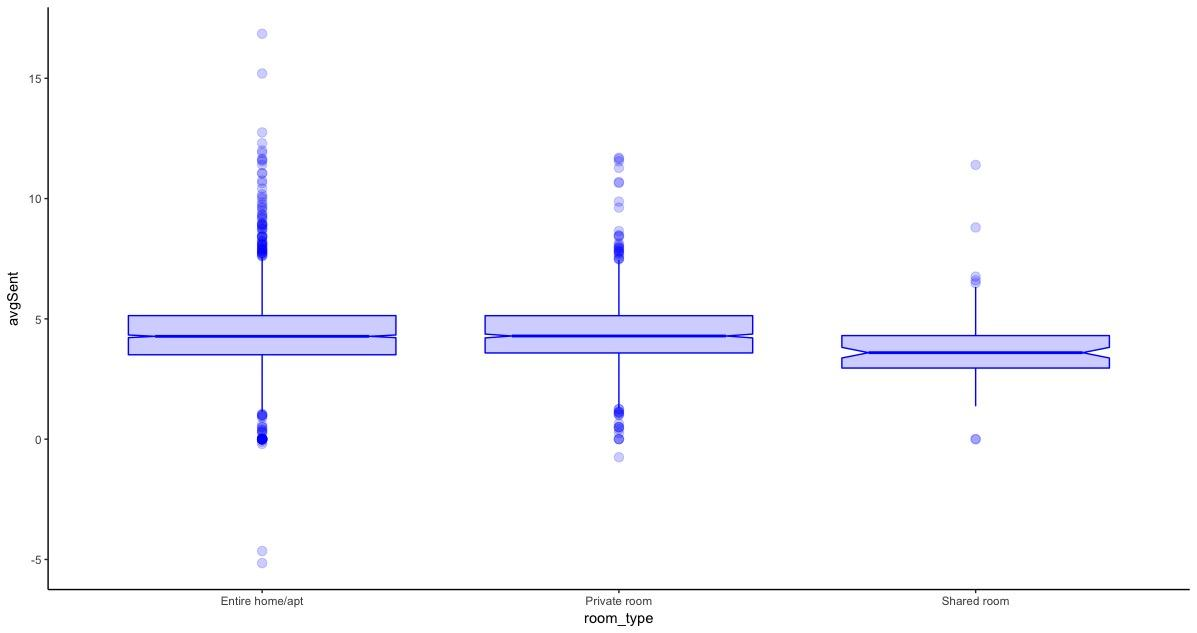 avgSent
15
10
5
0
-5
Entire home/apt
Private room
Shared room
room_type